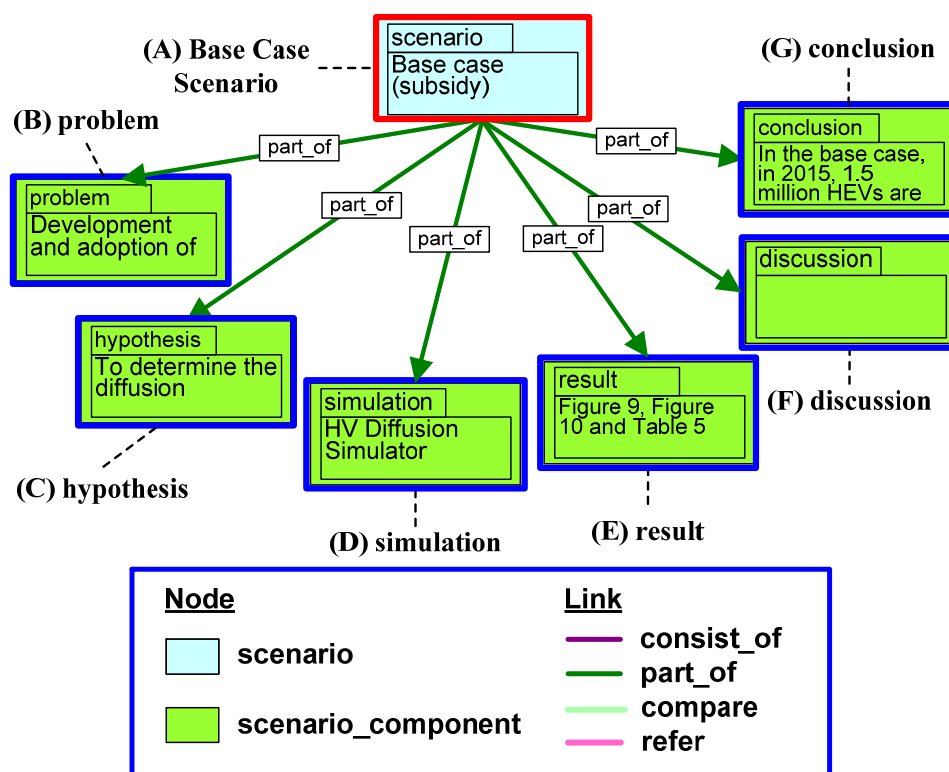 (A) Base Case
Scenario
scenario
Base case
(subsidy)
(G) conclusion
(B) problem
part_of
part_of
conclusion
In the base case,
in 2015, 1.5
million HEVs are
problem
Development
and adoption of
part_of
part_of
part_of
part_of
discussion
hypothesis
To determine the
diffusion
simulation
HV Diffusion
Simulator
result
Figure 9, Figure
10 and Table 5
(F) discussion
(C) hypothesis
(D) simulation
(E) result
Node
scenario
scenario_component
Link
consist_of
part_of
compare
refer